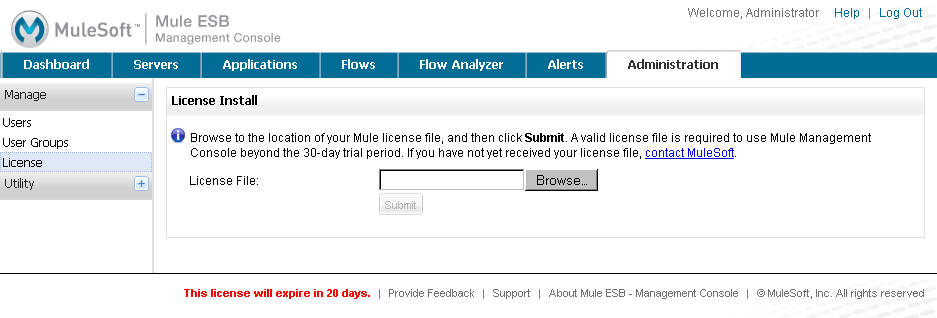 MuleSoft™ Mule ESB
Management Console
Welcome, Administrator | Help | Log Out
Dashboard Servers Applications Flows Flow Analyzer Alerts Administration
Manage
Users
User Groups
License
Utility
License Install
Browse to the location of your Mule license file, and then click Submit. A valid license file is required to use Mule Management
Console beyond the 30-day trial period. If you have not yet received your license file, contact MuleSoft.
License File: Browse...
Submit
This license will expire in 20 days. | Provide Feedback | Support | About Mule ESB - Management Console | © MuleSoft, Inc. All rights reserved